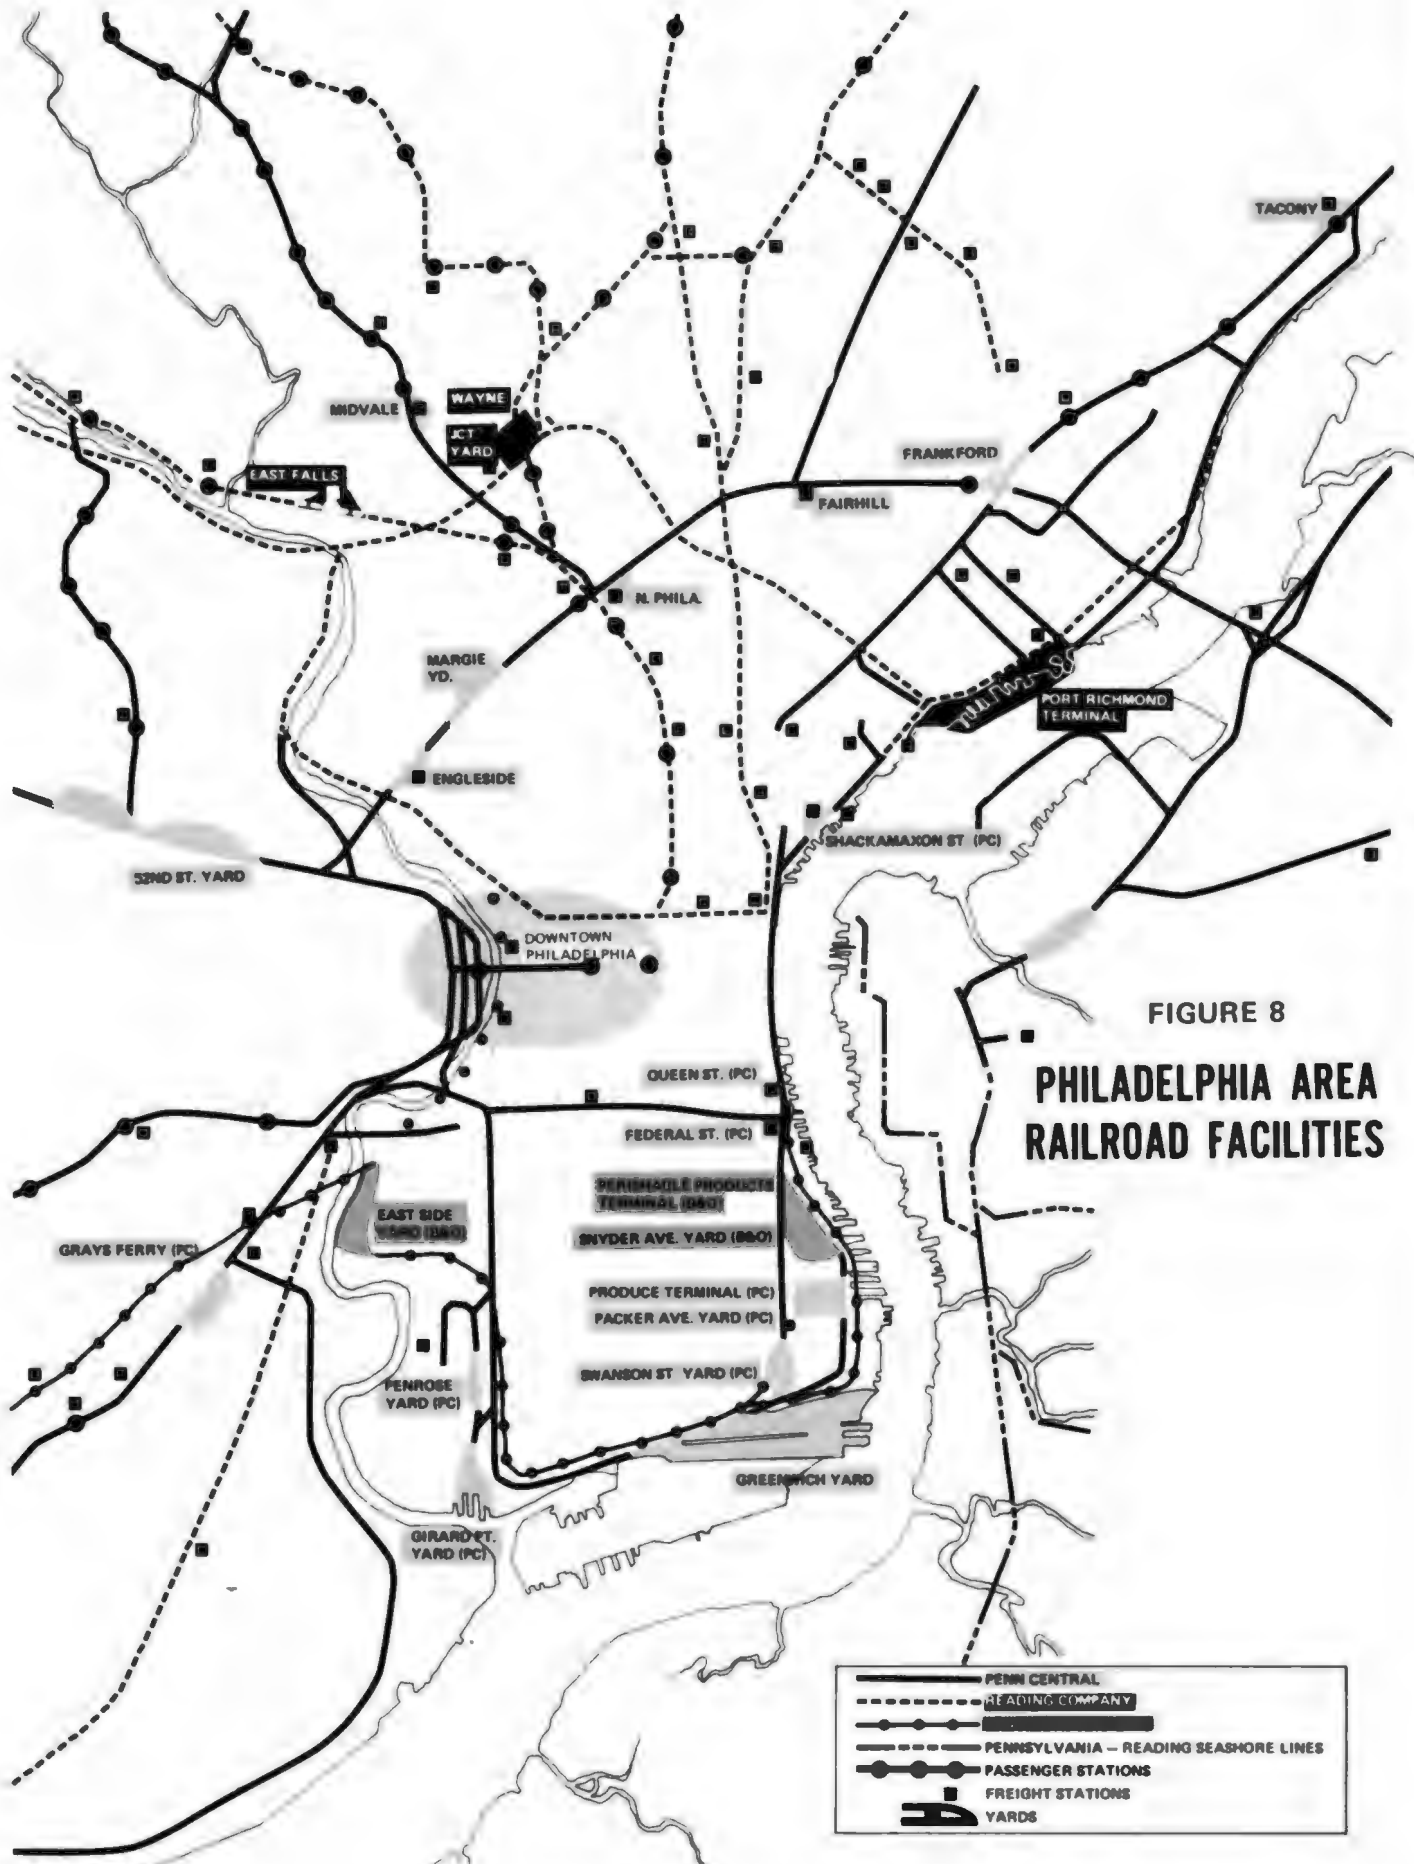 TACONY
MIDVALE
WAYNE
JCT
YARD
EAST FALLS
FRANKFORD
FAIRHILL
N. PHILA.
MARGIE
YD.
PORT RICHMOND
TERMINAL
ENGLESIDE
SHACKAMAXON ST (PC)
52ND ST. YARD
DOWNTOWN
PHILADELPHIA
FIGURE 8
PHILADELPHIA AREA
RAILROAD FACILITIES
QUEEN ST. (PC)
FEDERAL ST. (PC)
PERISHABLE PRODUCTS
TERMINAL (B&O)
EAST SIDE
YARD (B&O)
SNYDER AVE. YARD (B&O)
GRAYS FERRY (PC)
PRODUCE TERMINAL (PC)
PACKER AVE. YARD (PC)
SWANSON ST YARD (PC)
PENROSE
YARD (PC)
GREENWICH YARD
GIRARD PT.
YARD (PC)
PENN CENTRAL
READING COMPANY
PENNSYLVANIA – READING SEASHORE LINES
PASSENGER STATIONS
FREIGHT STATIONS
YARDS